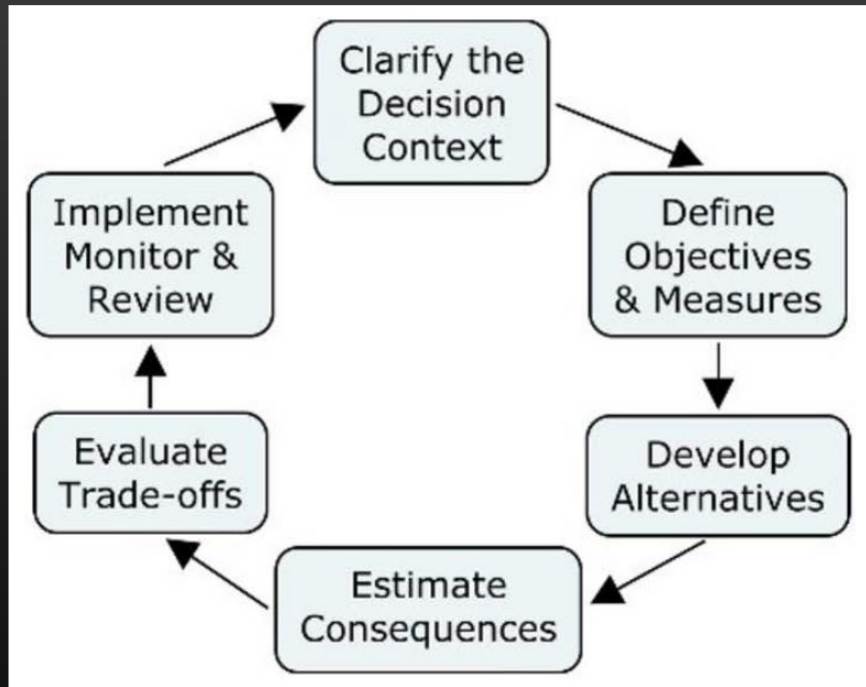 Clarify the
Decision
Context
Define
Objectives
& Measures
Develop
Alternatives
Estimate
Consequences
Evaluate
Trade-offs
Implement
Monitor &
Review